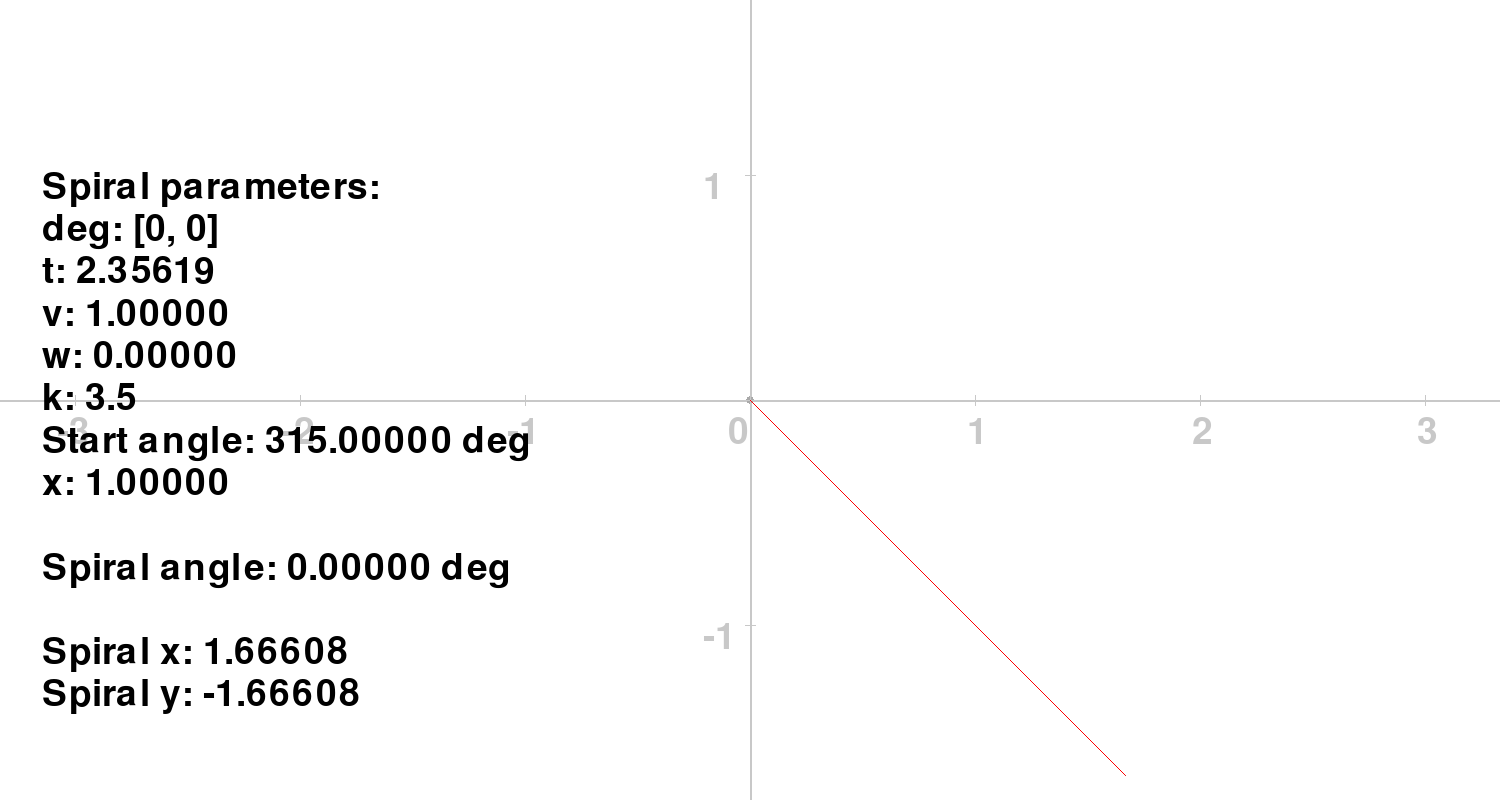 Spiral parameters:
deg: [0, 0]
t: 2.35619
v: 1.00000
w: 0.00000
k: 3.5
Start angle: 315.00000 deg
x: 1.00000
Spiral angle: 0.00000 deg
Spiral x: 1.66608
Spiral y: -1.66608
1
-3 -2 -1 0 1 2 3
-1